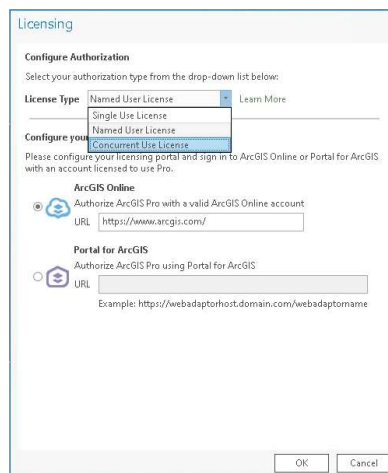 Licensing
Configure Authorization
Select your authorization type from the drop-down list below:
License Type Named User License Learn More
Single Use License
Named User License
Concurrent Use License
Configure your
Please configure your licensing portal and sign in to ArcGIS Online or Portal for ArcGIS
with an account licensed to use Pro.
ArcGIS Online
Authorize ArcGIS Pro with a valid ArcGIS Online account
URL https://www.arcgis.com/
Portal for ArcGIS
Authorize ArcGIS Pro using Portal for ArcGIS
URL
Example: https://webadaptorhost.domain.com/webadaptorname
OK Cancel